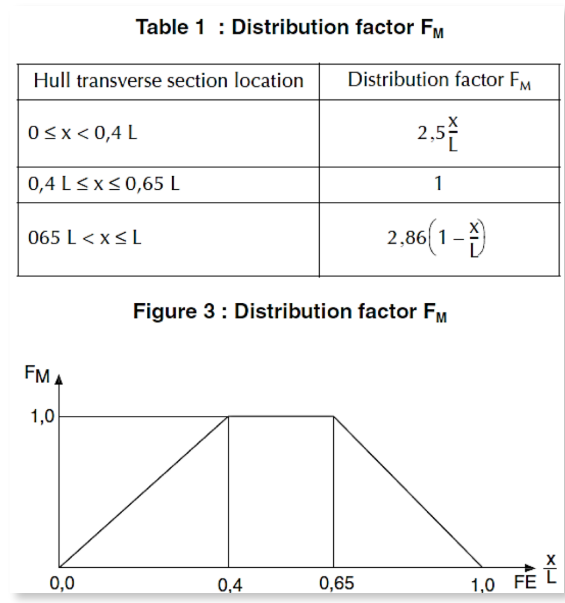 Table 1 : Distribution factor FM
Hull transverse section location Distribution factor FM
0 ≤ x < 0,4 L 2,5 x/L
0,4 L ≤ x ≤ 0,65 L 1
065 L < x ≤ L 2,86(1 – x/L)
Figure 3 : Distribution factor FM
FM
1,0
0,0 0,4 0,65 1,0 FE x/L